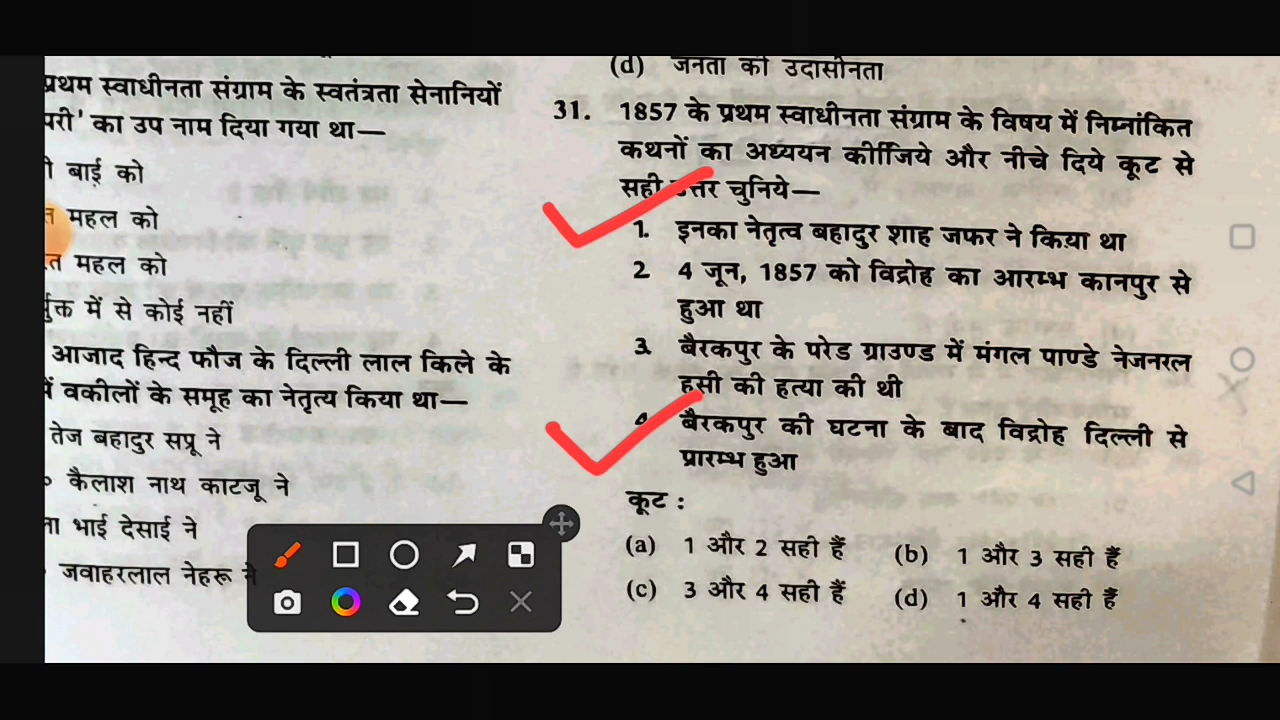 प्रथम स्वाधीनता संग्राम के स्वतंत्रता सेनानियों
परी' का उप नाम दिया गया था—
ी बाई को
त महल को
त महल को
र्युक्त में से कोई नहीं
आजाद हिन्द फौज के दिल्ली लाल किले के
में वकीलों के समूह का नेतृत्य किया था—
तेज बहादुर सप्रू ने
० कैलाश नाथ काटजू ने
ला भाई देसाई ने
जवाहरलाल नेहरू ने
(d) जनता की उदासीनता
31. 1857 के प्रथम स्वाधीनता संग्राम के विषय में निम्नांकित
कथनों का अध्ययन कीजिये और नीचे दिये कूट से
सही उत्तर चुनिये—
1. इनका नेतृत्व बहादुर शाह जफर ने किया था
2 4 जून, 1857 को विद्रोह का आरम्भ कानपुर से
हुआ था
3 बैरकपुर के परेड ग्राउण्ड में मंगल पाण्डे नेजनरल
हसी की हत्या की थी
4 बैरकपुर की घटना के बाद विद्रोह दिल्ली से
प्रारम्भ हुआ
कूट :
(a) 1 और 2 सही हैं (b) 1 और 3 सही हैं
(c) 3 और 4 सही हैं (d) 1 और 4 सही हैं